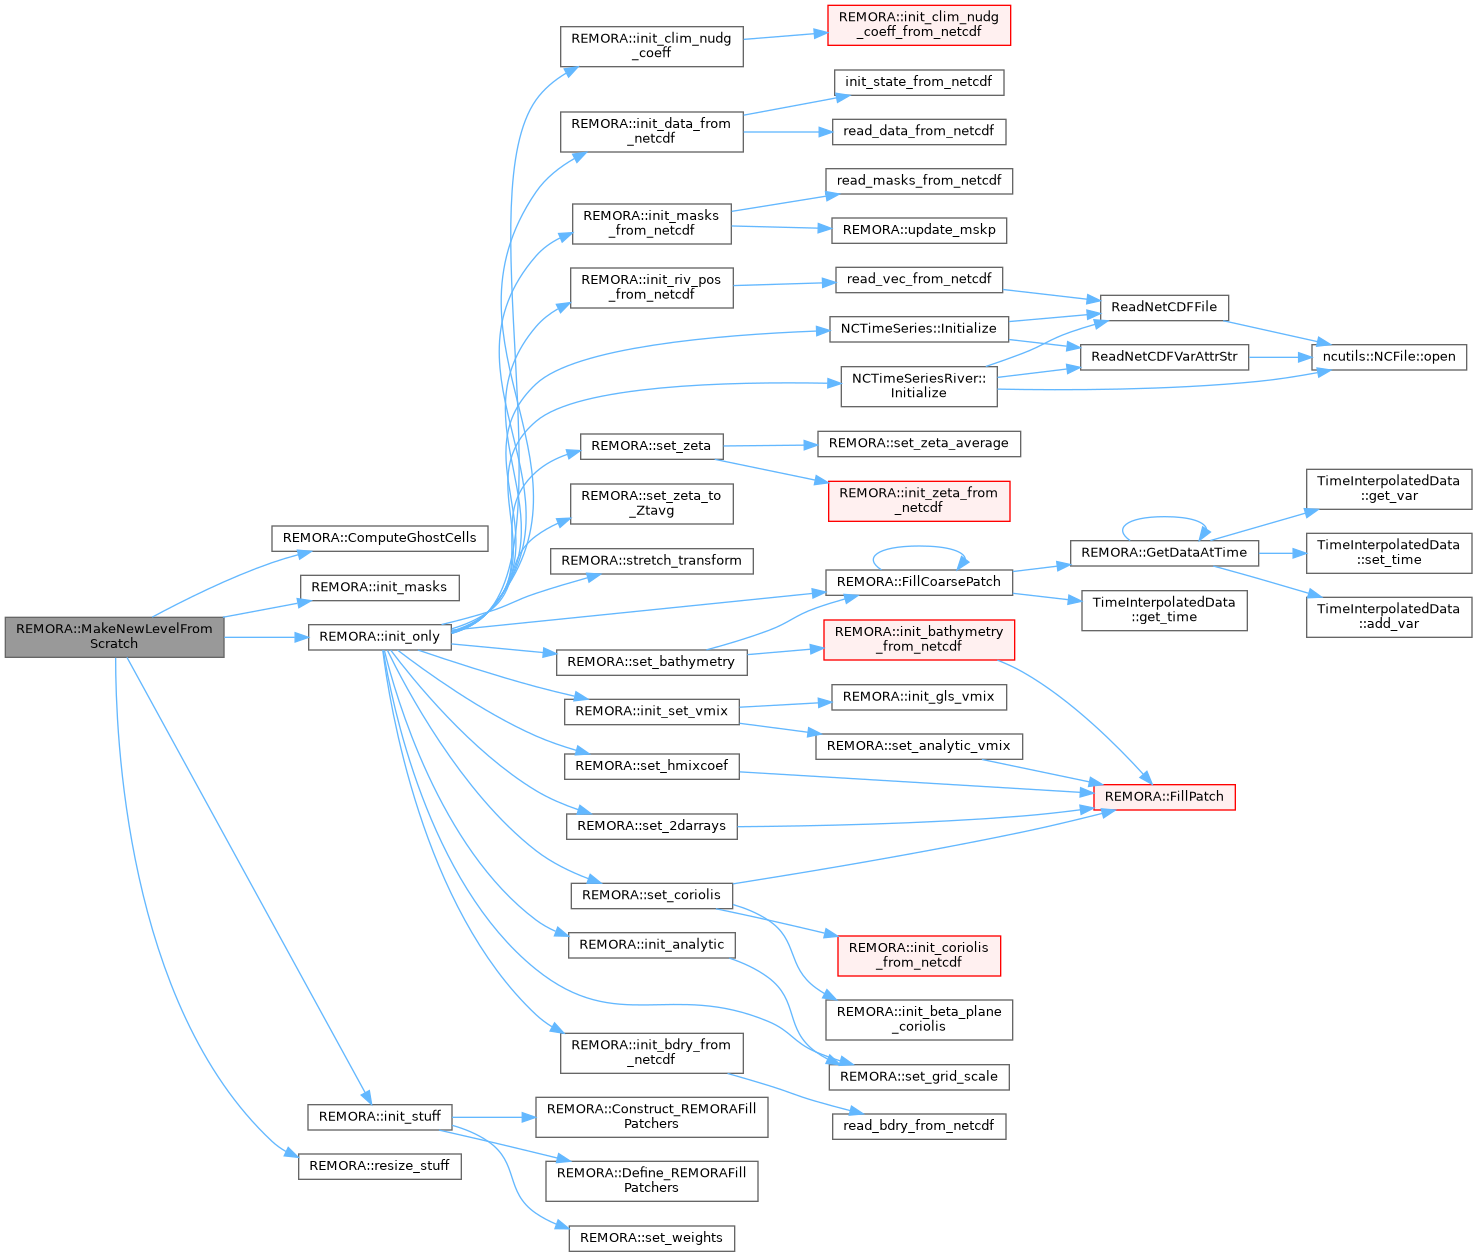 REMORA::MakeNewLevelFrom
Scratch
REMORA::ComputeGhostCells
REMORA::init_masks
REMORA::init_only
REMORA::init_stuff
REMORA::resize_stuff
REMORA::init_clim_nudg
_coeff
REMORA::init_data_from
_netcdf
REMORA::init_masks
_from_netcdf
REMORA::init_riv_pos
_from_netcdf
NCTimeSeries::Initialize
NCTimeSeriesRiver::
Initialize
REMORA::set_zeta
REMORA::set_zeta_to
_Ztavg
REMORA::stretch_transform
REMORA::FillCoarsePatch
REMORA::set_bathymetry
REMORA::init_set_vmix
REMORA::set_hmixcoef
REMORA::set_2darrays
REMORA::set_coriolis
REMORA::init_analytic
REMORA::init_bdry_from
_netcdf
REMORA::Construct_REMORAFill
Patchers
REMORA::Define_REMORAFill
Patchers
REMORA::set_weights
REMORA::init_clim_nudg
_coeff_from_netcdf
init_state_from_netcdf
read_data_from_netcdf
read_masks_from_netcdf
REMORA::update_mskp
read_vec_from_netcdf
REMORA::set_zeta_average
REMORA::init_zeta_from
_netcdf
REMORA::init_bathymetry
_from_netcdf
REMORA::init_gls_vmix
REMORA::set_analytic_vmix
REMORA::init_coriolis
_from_netcdf
REMORA::init_beta_plane
_coriolis
REMORA::set_grid_scale
read_bdry_from_netcdf
ReadNetCDFFile
ReadNetCDFVarAttrStr
REMORA::GetDataAtTime
TimeInterpolatedData
::get_time
REMORA::FillPatch
ncutils::NCFile::open
TimeInterpolatedData
::get_var
TimeInterpolatedData
::set_time
TimeInterpolatedData
::add_var